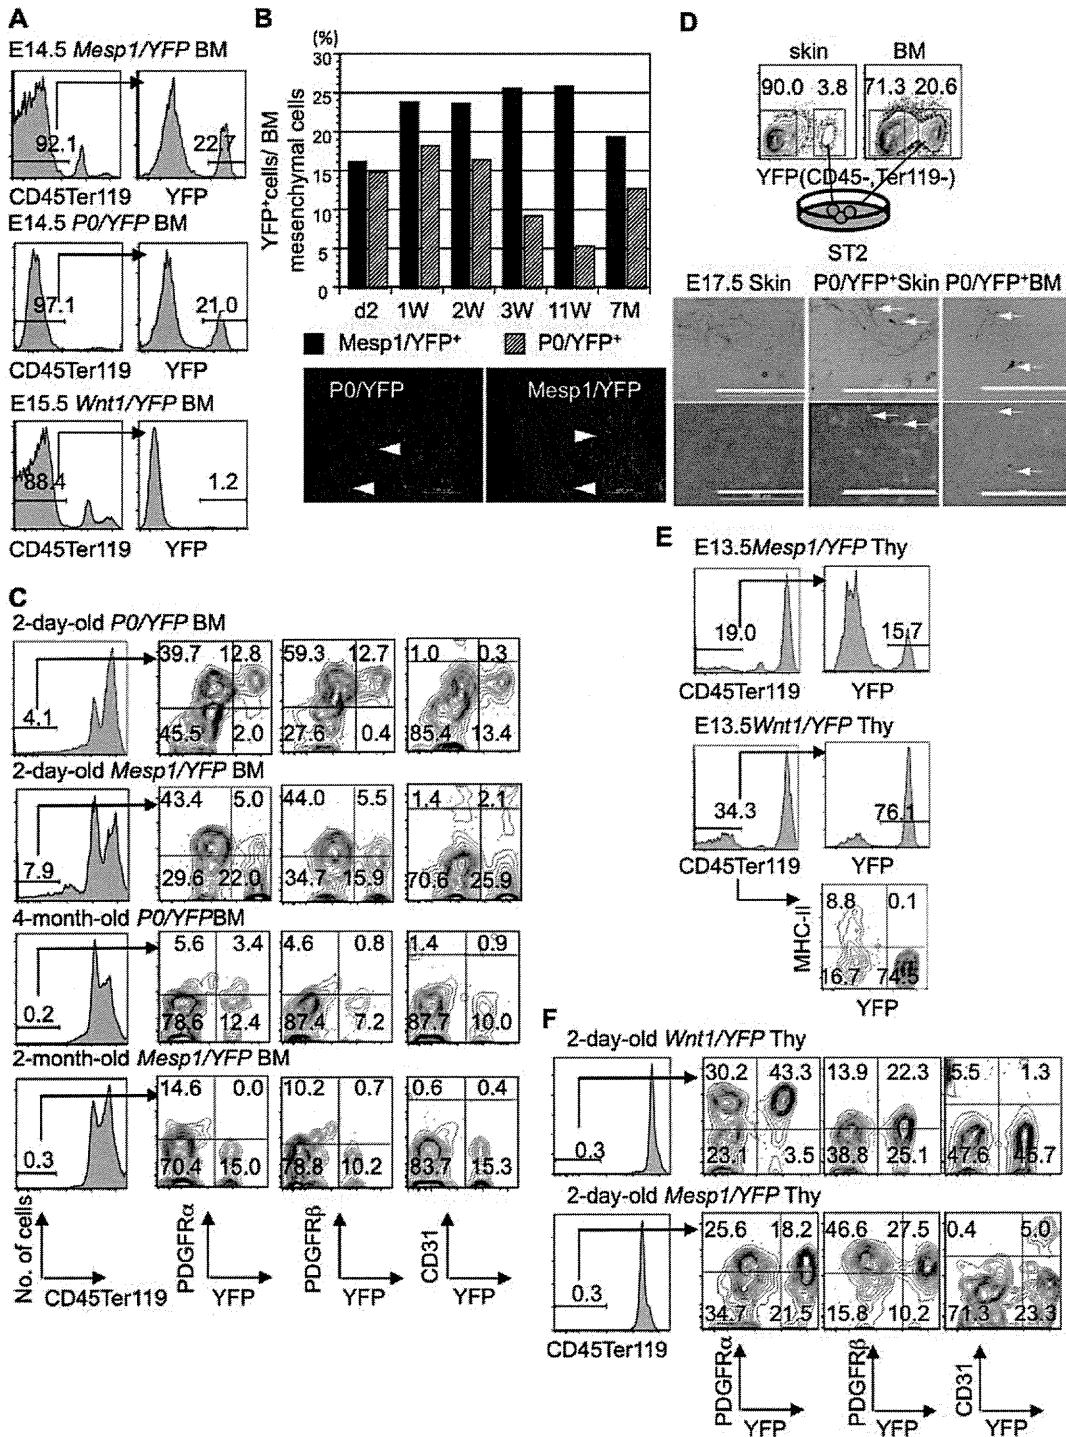 A
E14.5 Mesp1/YFP BM
92.1
22.7
CD45Ter119 YFP
E14.5 P0/YFP BM
97.1
21.0
CD45Ter119 YFP
E15.5 Wnt1/YFP BM
88.4
1.2
CD45Ter119 YFP
B
(%)
30
25
20
15
10
5
0
YFP+cells/ BM
mesenchymal cells
d2 1W 2W 3W 11W 7M
Mesp1/YFP+ P0/YFP+
P0/YFP Mesp1/YFP
C
2-day-old P0/YFP BM
4.1
39.7 12.8
45.5 2.0
59.3 12.7
27.6 0.4
1.0 0.3
85.4 13.4
2-day-old Mesp1/YFP BM
7.9
43.4 5.0
29.6 22.0
44.0 5.5
34.7 15.9
1.4 2.1
70.6 25.9
4-month-old P0/YFPBM
0.2
5.6 3.4
78.6 12.4
4.6 0.8
87.4 7.2
1.4 0.9
87.7 10.0
2-month-old Mesp1/YFP BM
0.3
14.6 0.0
70.4 15.0
10.2 0.7
78.8 10.2
0.6 0.4
83.7 15.3
No. of cells
CD45Ter119
PDGFRα
YFP
PDGFRβ
YFP
CD31
YFP
D
skin BM
90.0 3.8
71.3 20.6
YFP(CD45-,Ter119-)
ST2
E17.5 Skin P0/YFP+Skin P0/YFP+BM
E
E13.5Mesp1/YFP Thy
19.0
15.7
CD45Ter119 YFP
E13.5Wnt1/YFP Thy
34.3
76.1
CD45Ter119 YFP
MHC-II
8.8 0.1
16.7 74.5
YFP
F
2-day-old Wnt1/YFP Thy
0.3
30.2 43.3
23.1 3.5
13.9 22.3
38.8 25.1
5.5 1.3
47.6 45.7
2-day-old Mesp1/YFP Thy
0.3
25.6 18.2
34.7 21.5
46.6 27.5
15.8 10.2
0.4 5.0
71.3 23.3
CD45Ter119
PDGFRα
YFP
PDGFRβ
YFP
CD31
YFP